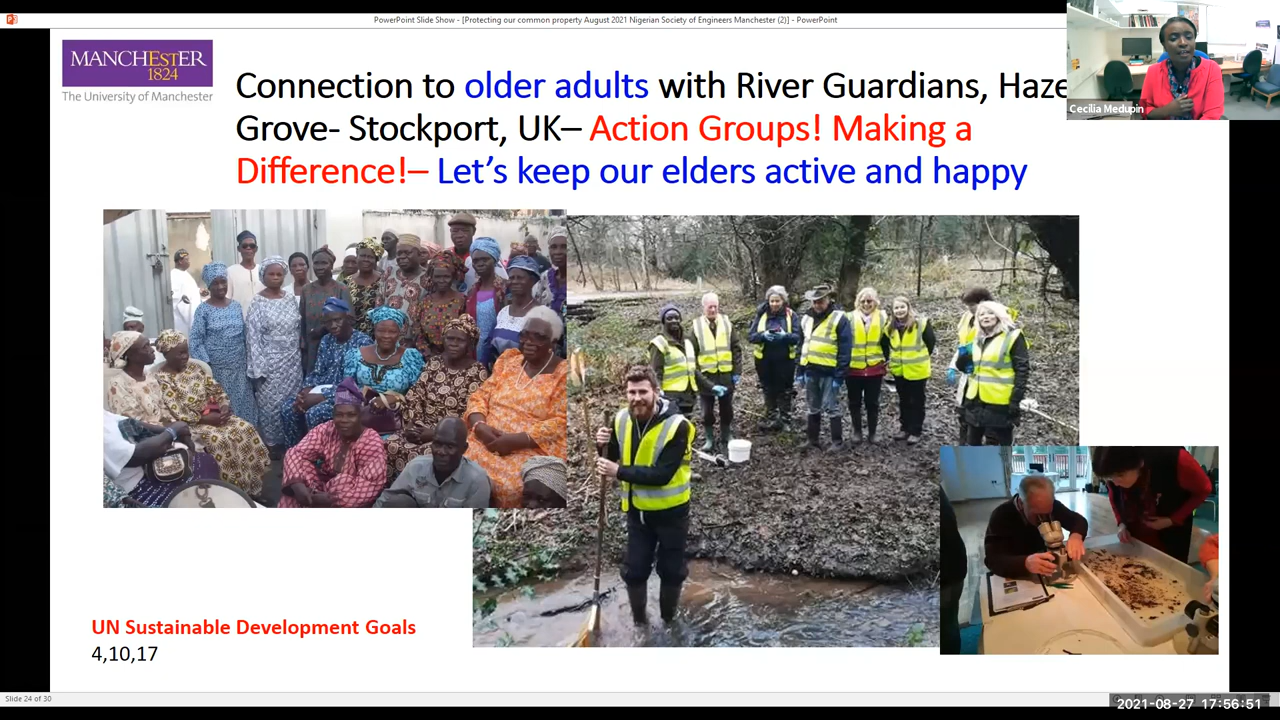 PowerPoint Slide Show - [Protecting our common property August 2021 Nigerian Society of Engineers Manchester (2)] - PowerPoint
MANCHESTER
1824
The University of Manchester
Cecilia Medupin
Connection to older adults with River Guardians, Haze
Grove- Stockport, UK– Action Groups! Making a
Difference!– Let’s keep our elders active and happy
UN Sustainable Development Goals
4,10,17
Slide 24 of 30
2021-08-27 17:56:51